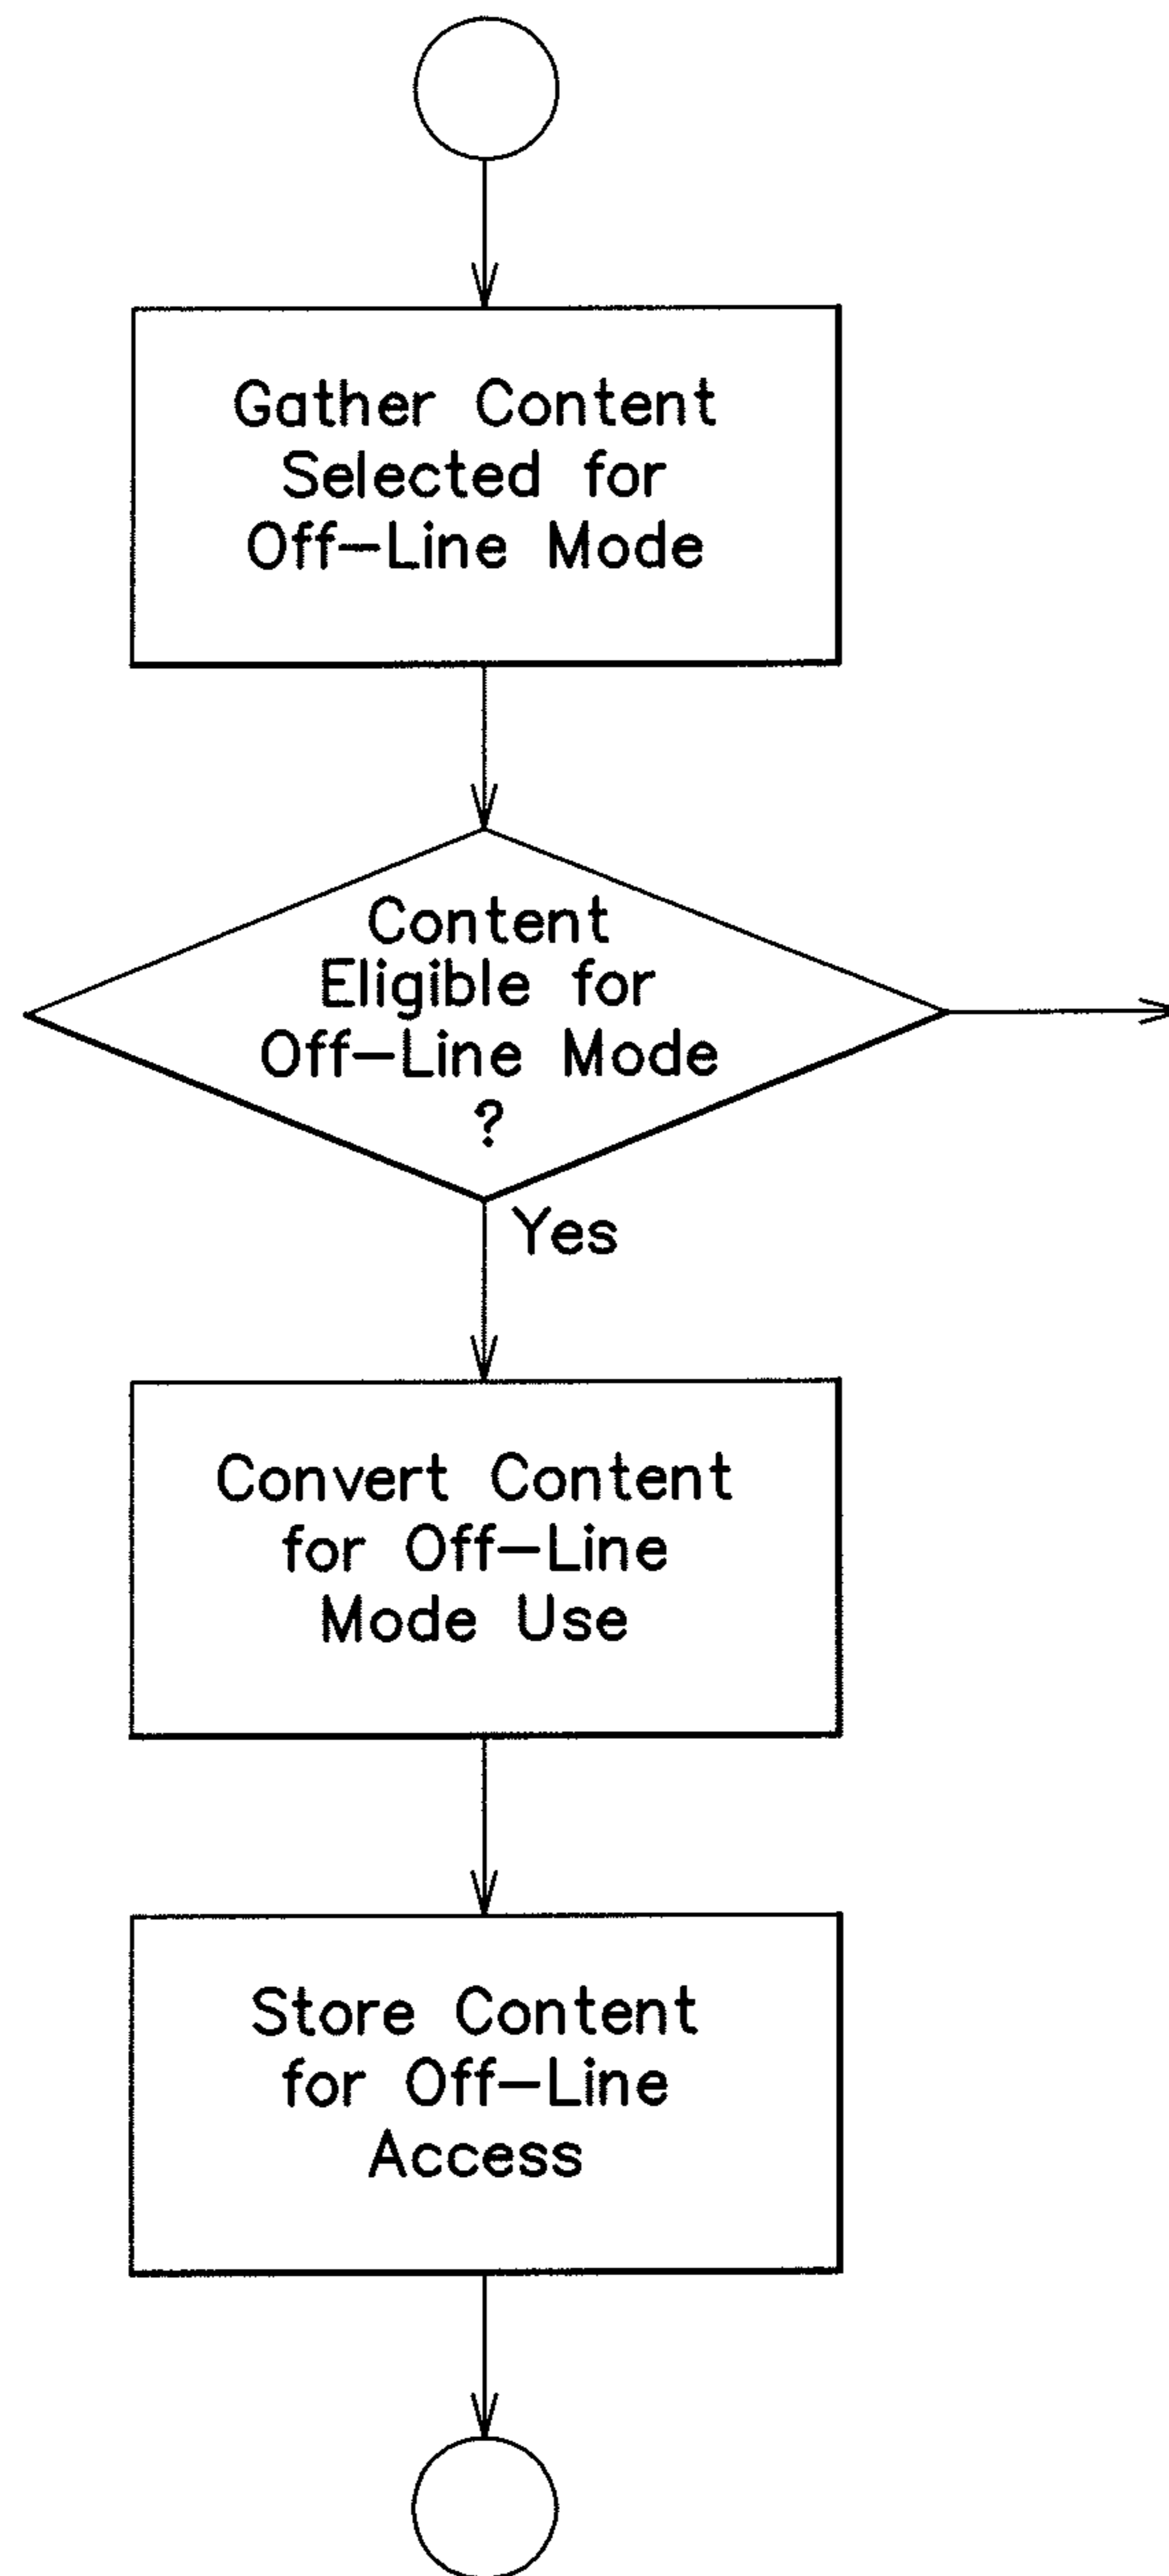 Gather Content
Selected for
Off-Line Mode
Content
Eligible for
Off-Line Mode
?
Yes
Convert Content
for Off-Line
Mode Use
Store Content
for Off-Line
Access